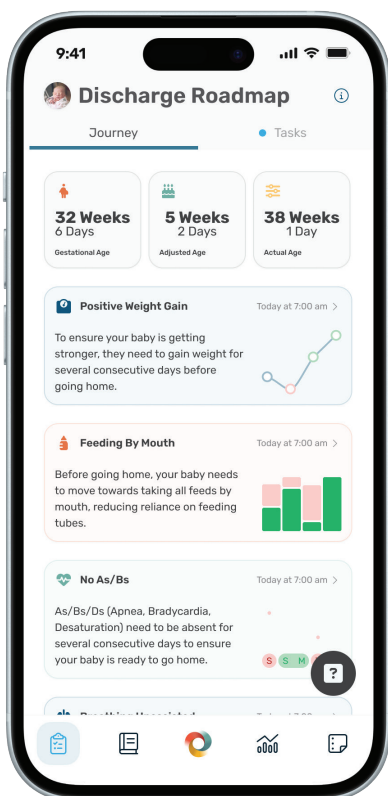 9:41
Discharge Roadmap
Journey
Tasks
32 Weeks
6 Days
Gestational Age
5 Weeks
2 Days
Adjusted Age
38 Weeks
1 Day
Actual Age
Positive Weight Gain
Today at 7:00 am
To ensure your baby is getting
stronger, they need to gain weight for
several consecutive days before
going home.
Feeding By Mouth
Today at 7:00 am
Before going home, your baby needs
to move towards taking all feeds by
mouth, reducing reliance on feeding
tubes.
No As/Bs
Today at 7:00 am
As/Bs/Ds (Apnea, Bradycardia,
Desaturation) need to be absent for
several consecutive days to ensure
your baby is ready to go home.
S S M
?